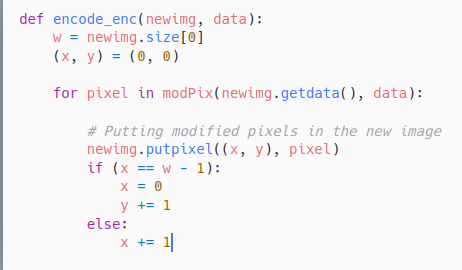 def encode_enc(newimg, data):
    w = newimg.size[0]
    (x, y) = (0, 0)

    for pixel in modPix(newimg.getdata(), data):

        # Putting modified pixels in the new image
        newimg.putpixel((x, y), pixel)
        if (x == w - 1):
            x = 0
            y += 1
        else:
            x += 1